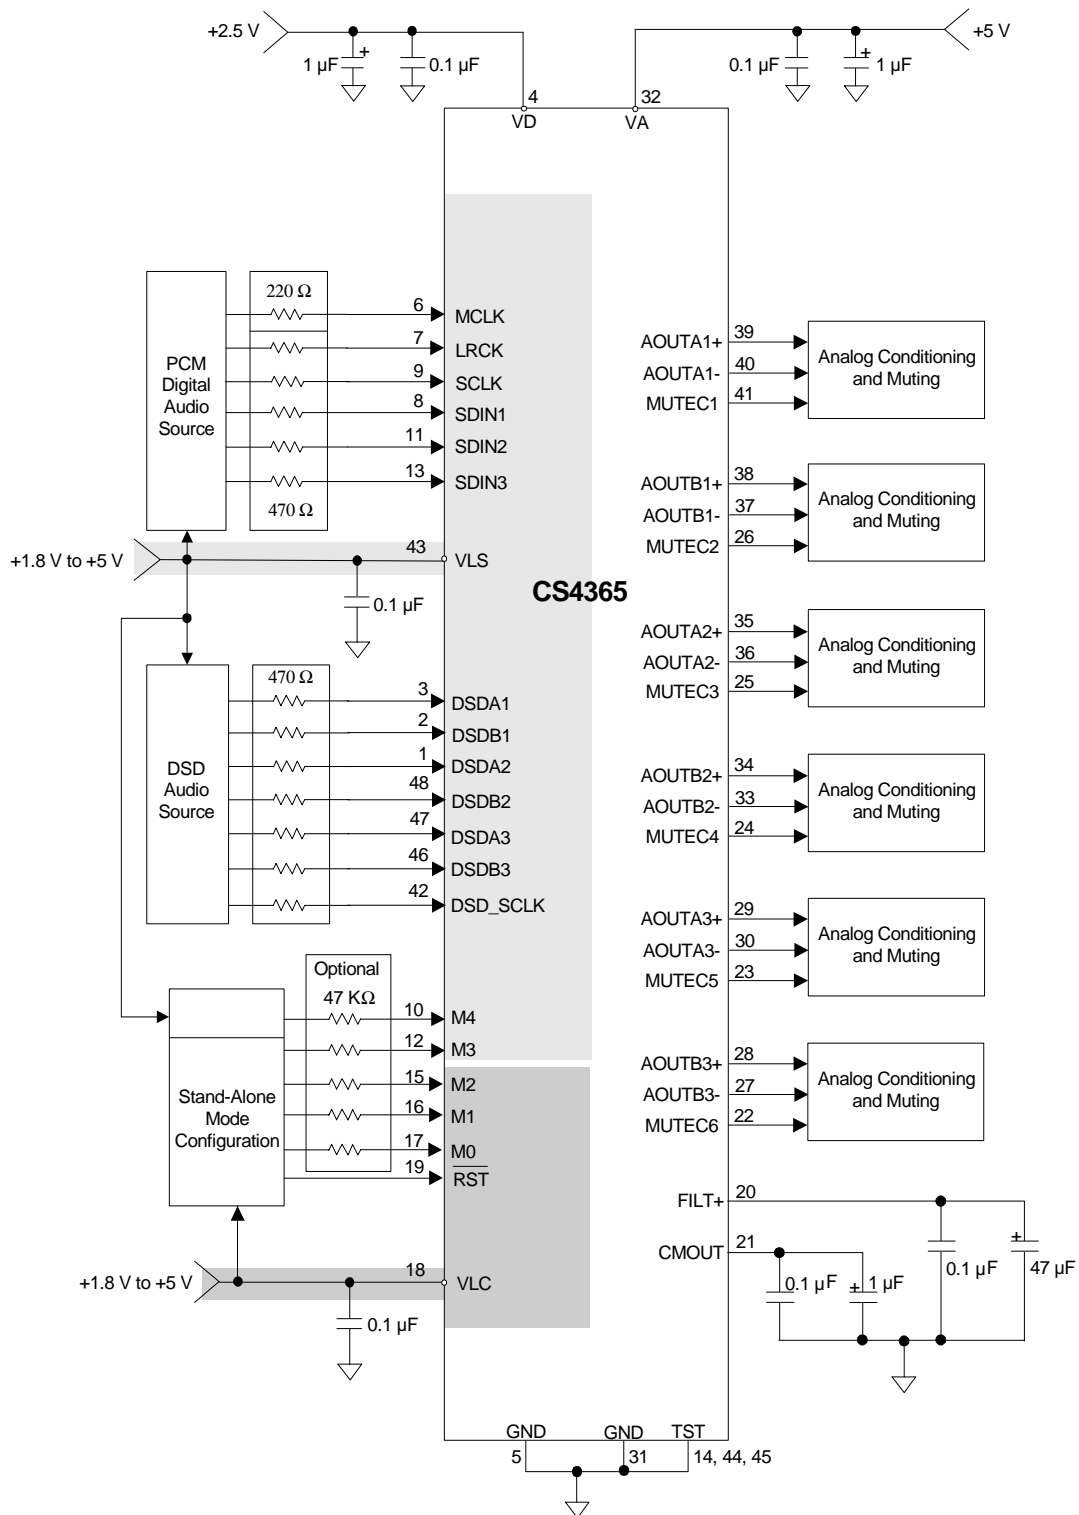 +2.5 V
1 µF
+
0.1 µF
0.1 µF
+
1 µF
+5 V
4
32
VD
VA
PCM
Digital
Audio
Source
220 Ω
6
MCLK
7
LRCK
9
SCLK
8
SDIN1
11
SDIN2
13
SDIN3
470 Ω
+1.8 V to +5 V
43
VLS
0.1 µF
CS4365
DSD
Audio
Source
470 Ω
3
DSDA1
2
DSDB1
1
DSDA2
48
DSDB2
47
DSDA3
46
DSDB3
42
DSD_SCLK
Optional
47 KΩ
Stand-Alone
Mode
Configuration
10
M4
12
M3
15
M2
16
M1
17
M0
19
RST
+1.8 V to +5 V
18
VLC
0.1 µF
AOUTA1+
39
AOUTA1-
40
MUTEC1
41
Analog Conditioning
and Muting
AOUTB1+
38
AOUTB1-
37
MUTEC2
26
Analog Conditioning
and Muting
AOUTA2+
35
AOUTA2-
36
MUTEC3
25
Analog Conditioning
and Muting
AOUTB2+
34
AOUTB2-
33
MUTEC4
24
Analog Conditioning
and Muting
AOUTA3+
29
AOUTA3-
30
MUTEC5
23
Analog Conditioning
and Muting
AOUTB3+
28
AOUTB3-
27
MUTEC6
22
Analog Conditioning
and Muting
FILT+
20
CMOUT
21
0.1 µF
+
1 µF
0.1 µF
+
47 µF
GND
GND
TST
5
31
14, 44, 45